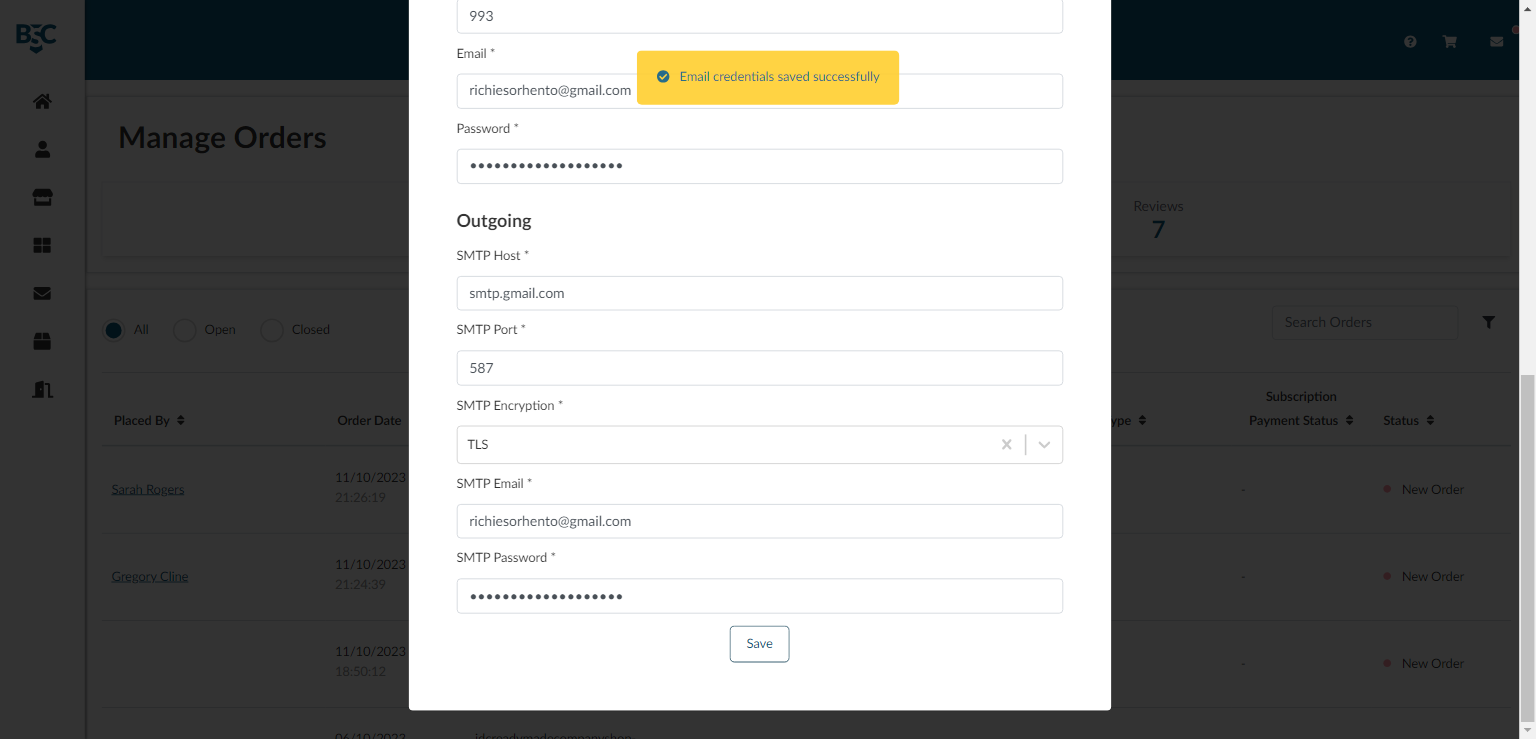 BSC
993
Email *
Email credentials saved successfully
richiesorhento@gmail.com
Manage Orders
Password *
•••••••••••••••••••
Reviews
7
Outgoing
SMTP Host *
smtp.gmail.com
All Open Closed
Search Orders
SMTP Port *
587
SMTP Encryption *
TLS
Subscription
Placed By Order Date ype Payment Status Status
SMTP Email *
richiesorhento@gmail.com
11/10/2023
Sarah Rogers - New Order
21:26:19
SMTP Password *
•••••••••••••••••••
11/10/2023
Gregory Cline - New Order
21:24:39
Save
11/10/2023
- New Order
18:50:12